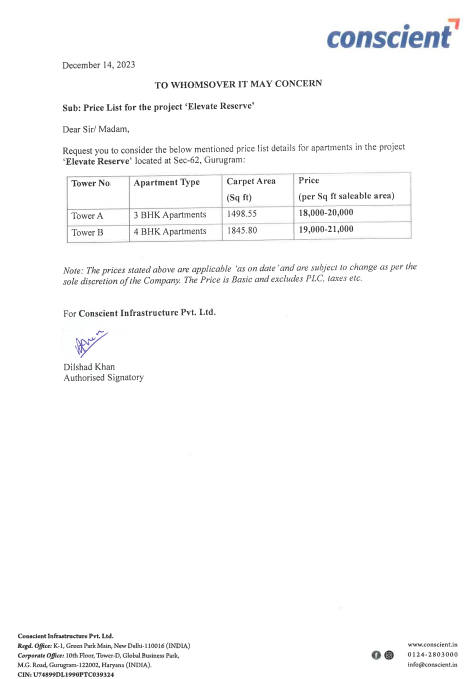 conscient
December 14, 2023
TO WHOMSOVER IT MAY CONCERN
Sub: Price List for the project ‘Elevate Reserve’
Dear Sir/ Madam,
Request you to consider the below mentioned price list details for apartments in the project
‘Elevate Reserve’ located at Sec-62, Gurugram:
Tower No Apartment Type Carpet Area (Sq ft) Price (per Sq ft saleable area)
Tower A 3 BHK Apartments 1498.55 18,000-20,000
Tower B 4 BHK Apartments 1845.80 19,000-21,000
Note: The prices stated above are applicable ‘as on date’ and are subject to change as per the
sole discretion of the Company. The Price is Basic and excludes PLC, taxes etc.
For Conscient Infrastructure Pvt. Ltd.
Dilshad Khan
Authorised Signatory
Conscient Infrastructure Pvt. Ltd.
Regd. Office: K-1, Green Park Main, New Delhi-110016 (INDIA)
Corporate Office: 10th Floor, Tower-D, Global Business Park,
M.G. Road, Gurugram-122002, Haryana (INDIA).
CIN: U74899DL1990PTC039324
www.conscient.in
0124-2803000
info@conscient.in